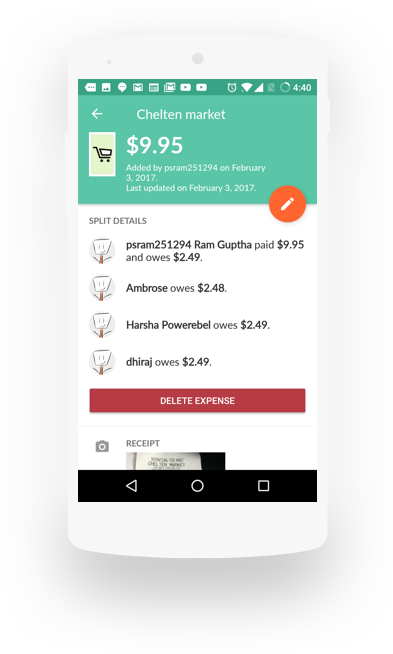 4:40
Chelten market
$9.95
Added by psram251294 on February
3, 2017.
Last updated on February 3, 2017.
SPLIT DETAILS
psram251294 Ram Guptha paid $9.95
and owes $2.49.
Ambrose owes $2.48.
Harsha Powerebel owes $2.49.
dhiraj owes $2.49.
DELETE EXPENSE
RECEIPT
CHELTEN MARKET